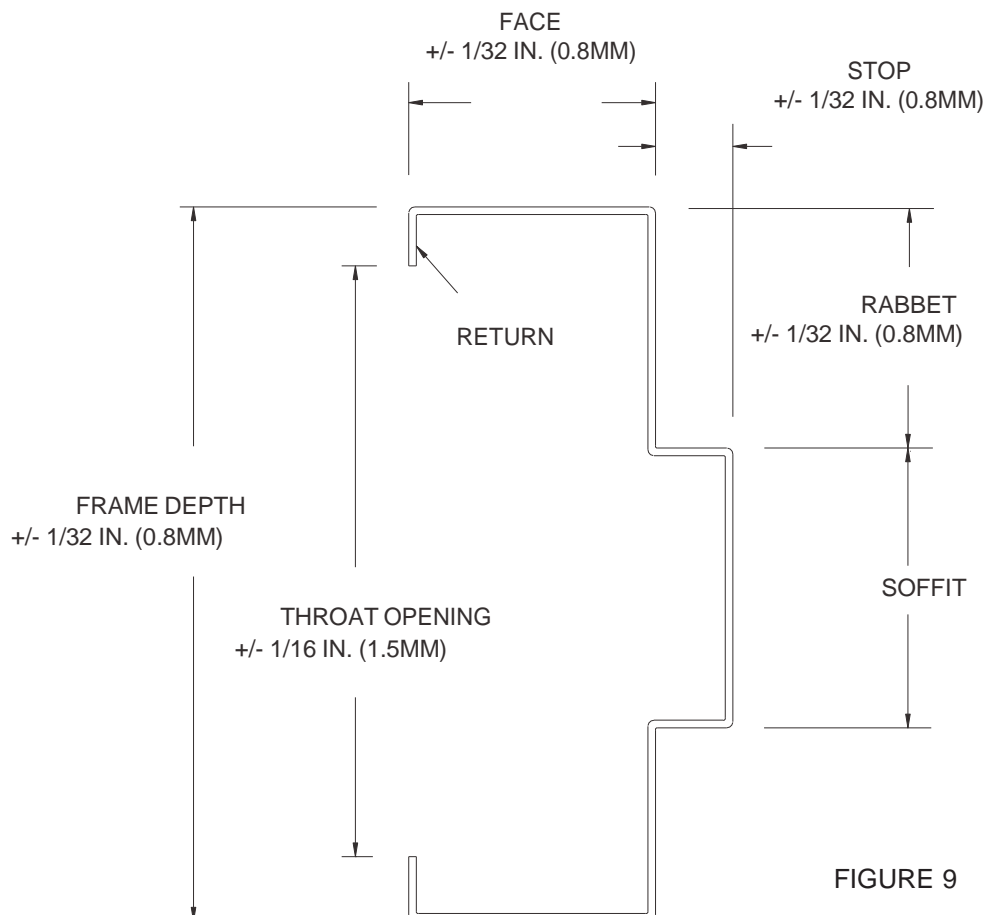 FACE
+/- 1/32 IN. (0.8MM)
STOP
+/- 1/32 IN. (0.8MM)
RABBET
+/- 1/32 IN. (0.8MM)
RETURN
FRAME DEPTH
+/- 1/32 IN. (0.8MM)
SOFFIT
THROAT OPENING
+/- 1/16 IN. (1.5MM)
FIGURE 9